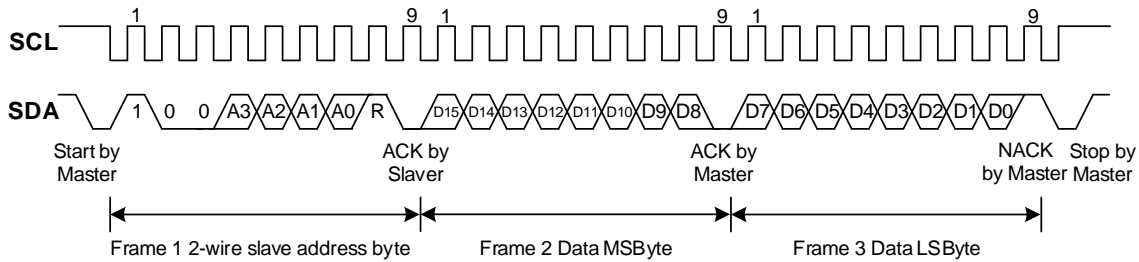 1 9 1 9 1 9
SCL
SDA 1 0 0 A3 A2 A1 A0 R D15 D14 D13 D12 D11 D10 D9 D8 D7 D6 D5 D4 D3 D2 D1 D0
Start by Master
ACK by Slaver
ACK by Master
NACK by Master
Stop by Master
Frame 1 2-wire slave address byte
Frame 2 Data MSByte
Frame 3 Data LSByte